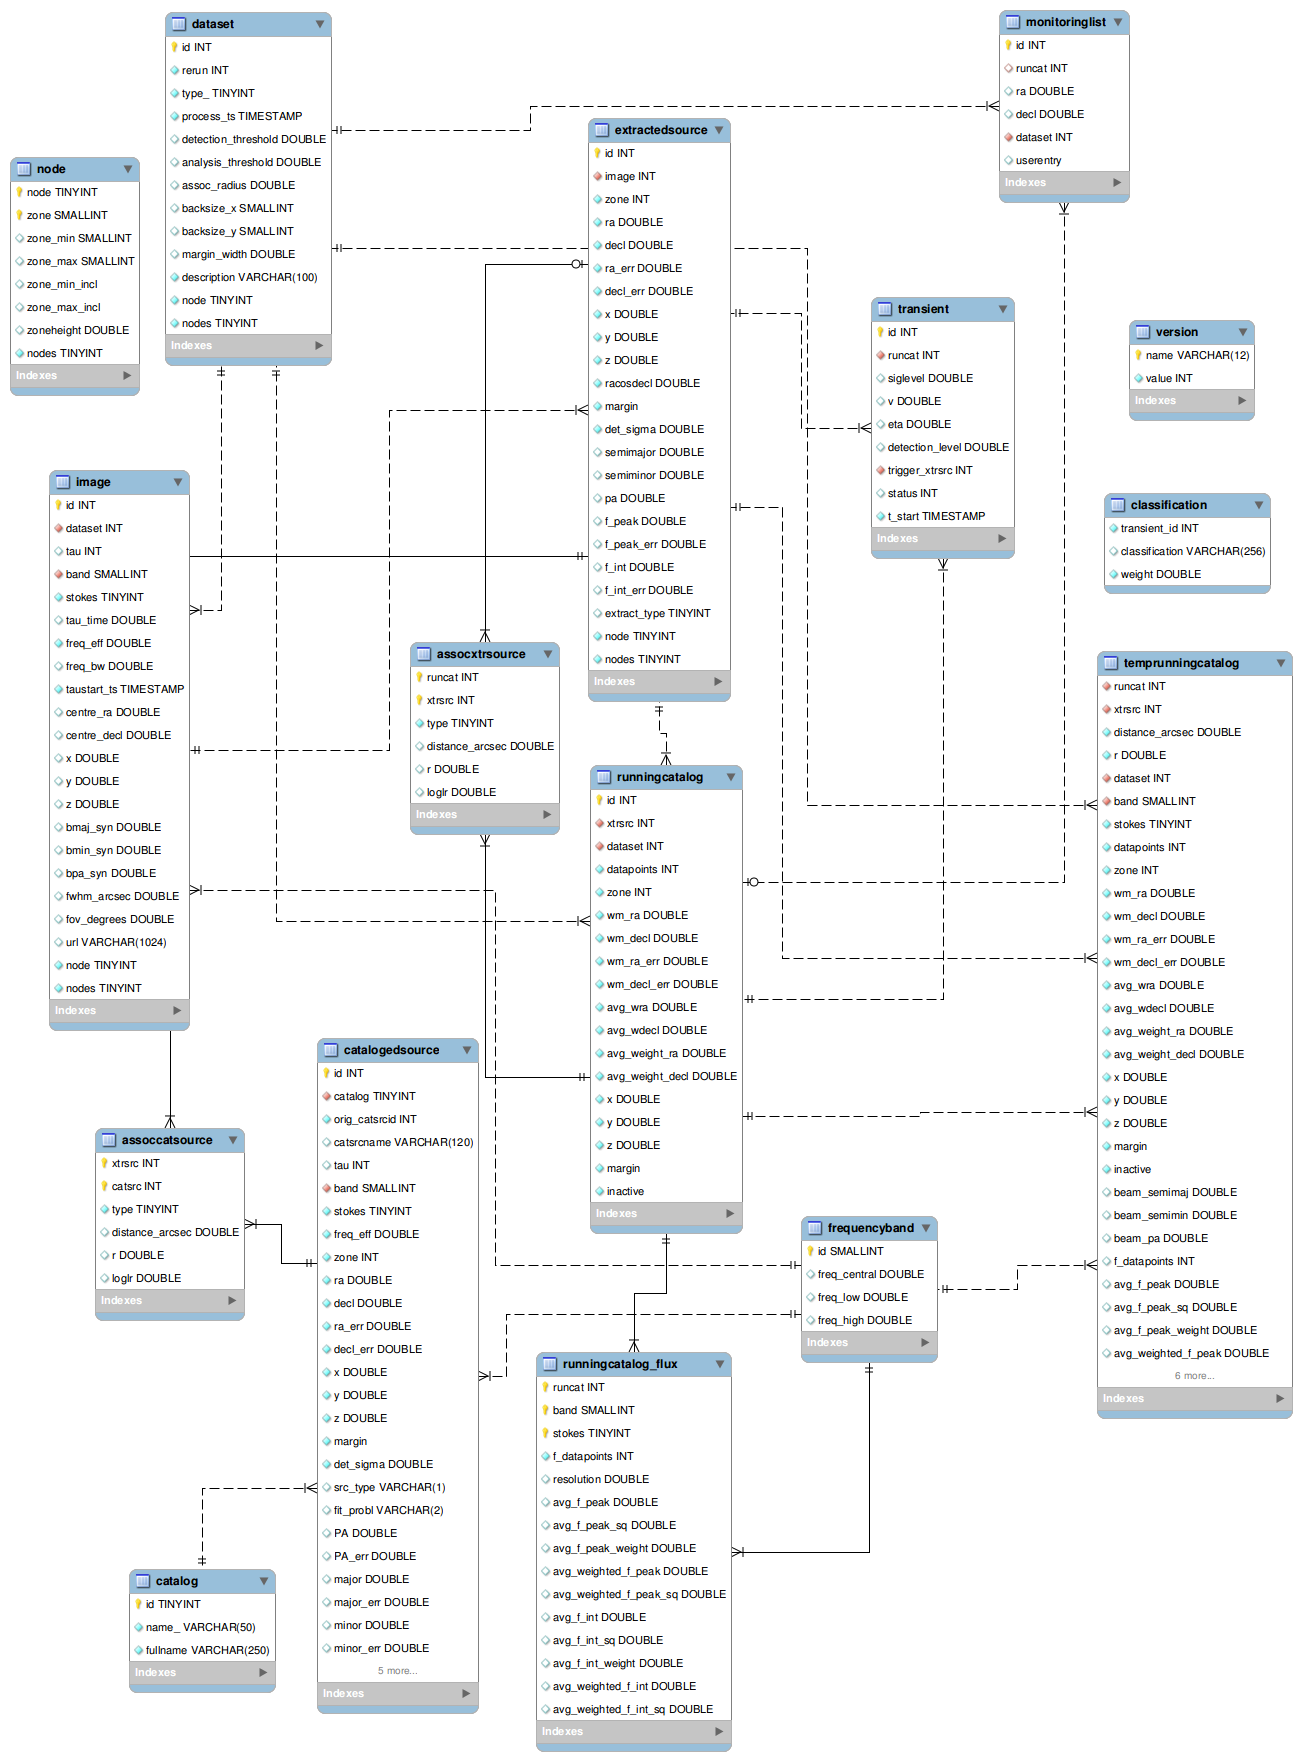 dataset
id INT
rerun INT
type_ TINYINT
process_ts TIMESTAMP
detection_threshold DOUBLE
analysis_threshold DOUBLE
assoc_radius DOUBLE
backsize_x SMALLINT
backsize_y SMALLINT
margin_width DOUBLE
description VARCHAR(100)
node TINYINT
nodes TINYINT
Indexes
monitoringlist
id INT
runcat INT
ra DOUBLE
decl DOUBLE
dataset INT
userentry
Indexes
node
node TINYINT
zone SMALLINT
zone_min SMALLINT
zone_max SMALLINT
zone_min_incl
zone_max_incl
zoneheight DOUBLE
nodes TINYINT
Indexes
extractedsource
id INT
image INT
zone INT
ra DOUBLE
decl DOUBLE
ra_err DOUBLE
decl_err DOUBLE
x DOUBLE
y DOUBLE
z DOUBLE
racosdecl DOUBLE
margin
det_sigma DOUBLE
semimajor DOUBLE
semiminor DOUBLE
pa DOUBLE
f_peak DOUBLE
f_peak_err DOUBLE
f_int DOUBLE
f_int_err DOUBLE
extract_type TINYINT
node TINYINT
nodes TINYINT
Indexes
transient
id INT
runcat INT
siglevel DOUBLE
v DOUBLE
eta DOUBLE
detection_level DOUBLE
trigger_xtrsrc INT
status INT
t_start TIMESTAMP
Indexes
version
name VARCHAR(12)
value INT
Indexes
classification
transient_id INT
classification VARCHAR(256)
weight DOUBLE
image
id INT
dataset INT
tau INT
band SMALLINT
stokes TINYINT
tau_time DOUBLE
freq_eff DOUBLE
freq_bw DOUBLE
taustart_ts TIMESTAMP
centre_ra DOUBLE
centre_decl DOUBLE
x DOUBLE
y DOUBLE
z DOUBLE
bmaj_syn DOUBLE
bmin_syn DOUBLE
bpa_syn DOUBLE
fwhm_arcsec DOUBLE
fov_degrees DOUBLE
url VARCHAR(1024)
node TINYINT
nodes TINYINT
Indexes
assocxtrsource
runcat INT
xtrsrc INT
type TINYINT
distance_arcsec DOUBLE
r DOUBLE
loglr DOUBLE
Indexes
temprunningcatalog
runcat INT
xtrsrc INT
distance_arcsec DOUBLE
r DOUBLE
dataset INT
band SMALLINT
stokes TINYINT
datapoints INT
zone INT
wm_ra DOUBLE
wm_decl DOUBLE
wm_ra_err DOUBLE
wm_decl_err DOUBLE
avg_wra DOUBLE
avg_wdecl DOUBLE
avg_weight_ra DOUBLE
avg_weight_decl DOUBLE
x DOUBLE
y DOUBLE
z DOUBLE
margin
inactive
beam_semimaj DOUBLE
beam_semimin DOUBLE
beam_pa DOUBLE
f_datapoints INT
avg_f_peak DOUBLE
avg_f_peak_sq DOUBLE
avg_f_peak_weight DOUBLE
avg_weighted_f_peak DOUBLE
6 more...
Indexes
runningcatalog
id INT
xtrsrc INT
dataset INT
datapoints INT
zone INT
wm_ra DOUBLE
wm_decl DOUBLE
wm_ra_err DOUBLE
wm_decl_err DOUBLE
avg_wra DOUBLE
avg_wdecl DOUBLE
avg_weight_ra DOUBLE
avg_weight_decl DOUBLE
x DOUBLE
y DOUBLE
z DOUBLE
margin
inactive
Indexes
catalogedsource
id INT
catalog TINYINT
orig_catsrcid INT
catsrcname VARCHAR(120)
tau INT
band SMALLINT
stokes TINYINT
freq_eff DOUBLE
zone INT
ra DOUBLE
decl DOUBLE
ra_err DOUBLE
decl_err DOUBLE
x DOUBLE
y DOUBLE
z DOUBLE
margin
det_sigma DOUBLE
src_type VARCHAR(1)
fit_probl VARCHAR(2)
PA DOUBLE
PA_err DOUBLE
major DOUBLE
major_err DOUBLE
minor DOUBLE
minor_err DOUBLE
5 more...
Indexes
assoccatsource
xtrsrc INT
catsrc INT
type TINYINT
distance_arcsec DOUBLE
r DOUBLE
loglr DOUBLE
Indexes
frequencyband
id SMALLINT
freq_central DOUBLE
freq_low DOUBLE
freq_high DOUBLE
Indexes
runningcatalog_flux
runcat INT
band SMALLINT
stokes TINYINT
f_datapoints INT
resolution DOUBLE
avg_f_peak DOUBLE
avg_f_peak_sq DOUBLE
avg_f_peak_weight DOUBLE
avg_weighted_f_peak DOUBLE
avg_weighted_f_peak_sq DOUBLE
avg_f_int DOUBLE
avg_f_int_sq DOUBLE
avg_f_int_weight DOUBLE
avg_weighted_f_int DOUBLE
avg_weighted_f_int_sq DOUBLE
Indexes
catalog
id TINYINT
name_ VARCHAR(50)
fullname VARCHAR(250)
Indexes